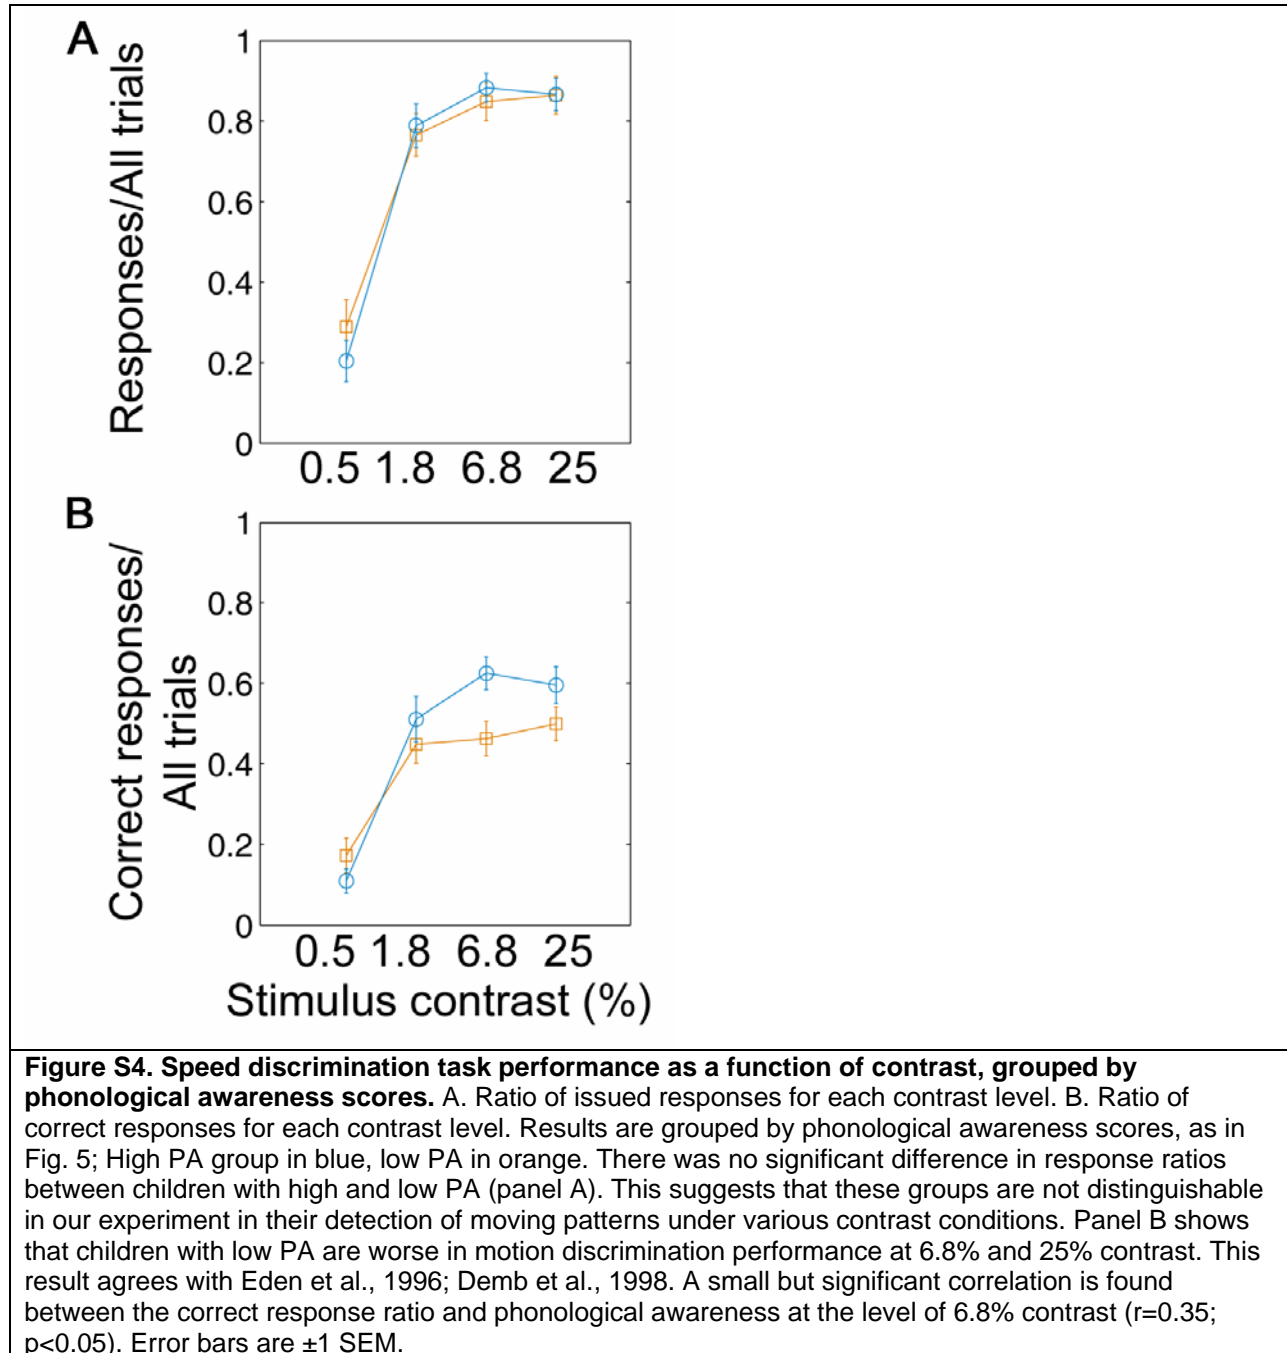 A
Responses/All trials
1
0.8
0.6
0.4
0.2
0
0.5 1.8 6.8 25
B
Correct responses/
All trials
1
0.8
0.6
0.4
0.2
0
0.5 1.8 6.8 25
Stimulus contrast (%)
Figure S4. Speed discrimination task performance as a function of contrast, grouped by
phonological awareness scores. A. Ratio of issued responses for each contrast level. B. Ratio of
correct responses for each contrast level. Results are grouped by phonological awareness scores, as in
Fig. 5; High PA group in blue, low PA in orange. There was no significant difference in response ratios
between children with high and low PA (panel A). This suggests that these groups are not distinguishable
in our experiment in their detection of moving patterns under various contrast conditions. Panel B shows
that children with low PA are worse in motion discrimination performance at 6.8% and 25% contrast. This
result agrees with Eden et al., 1996; Demb et al., 1998. A small but significant correlation is found
between the correct response ratio and phonological awareness at the level of 6.8% contrast (r=0.35;
p<0.05). Error bars are ±1 SEM.